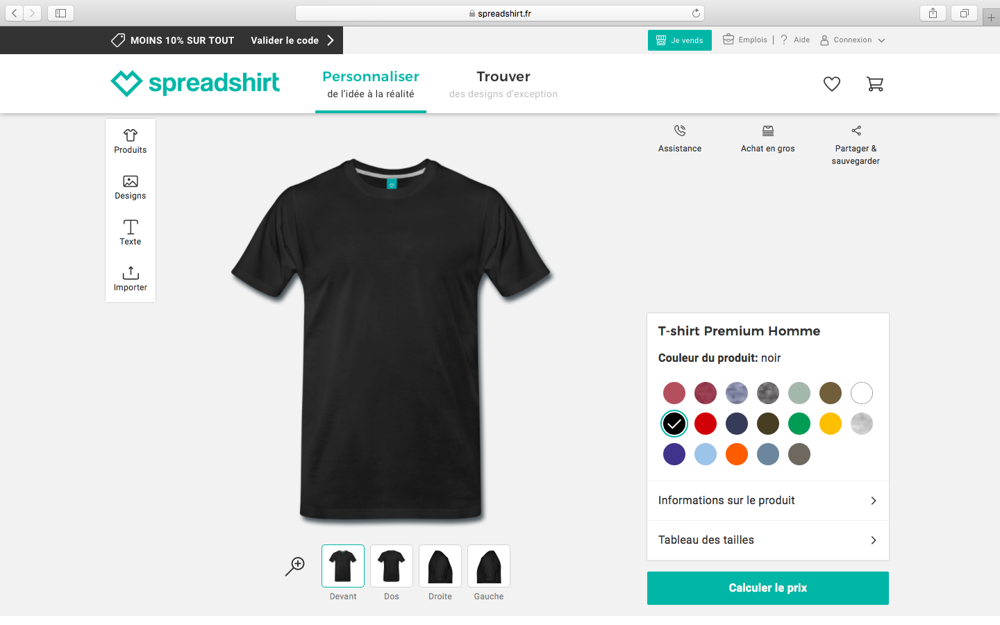 spreadshirt.fr
MOINS 10% SUR TOUT Valider le code
Je vends Emplois | Aide Connexion
spreadshirt
Personnaliser
de l'idée à la réalité
Trouver
des designs d'exception
Produits
Designs
Texte
Importer
Assistance
Achat en gros
Partager &
sauvegarder
T-shirt Premium Homme
Couleur du produit: noir
Informations sur le produit
Tableau des tailles
Calculer le prix
Devant
Dos
Droite
Gauche